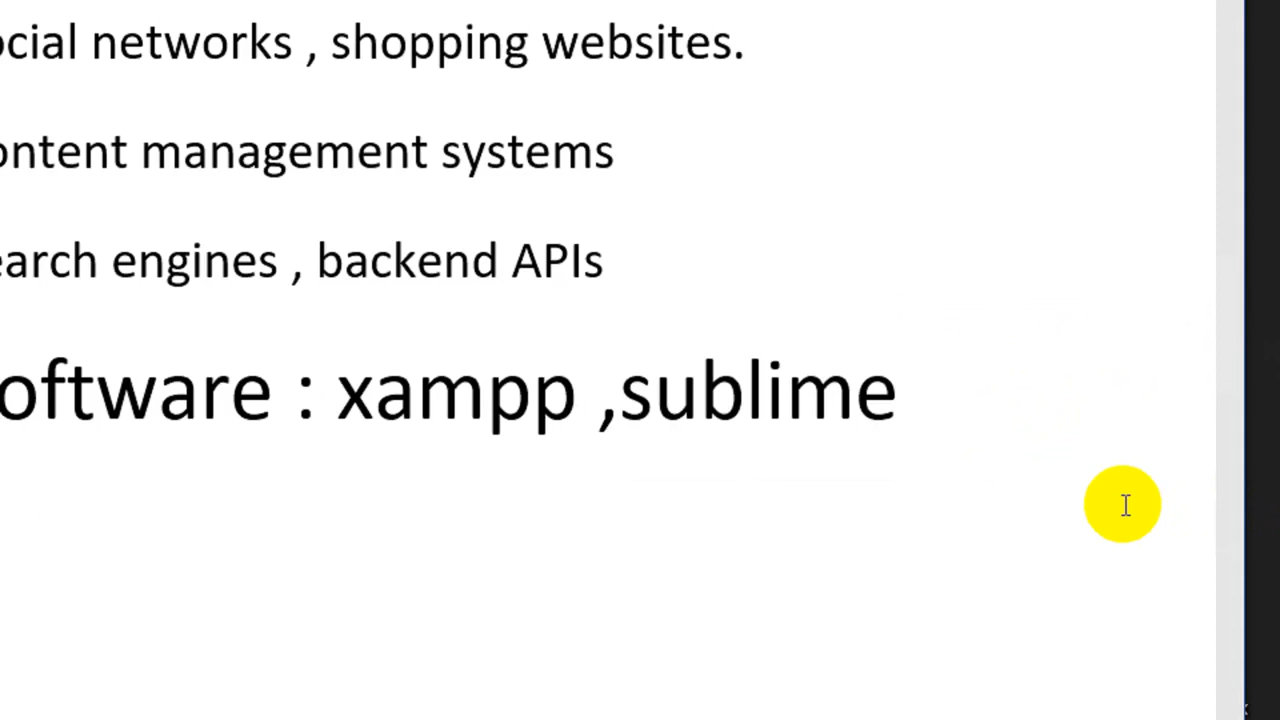 ocial networks , shopping websites.
ontent management systems
earch engines , backend APIs
oftware : xampp ,sublime